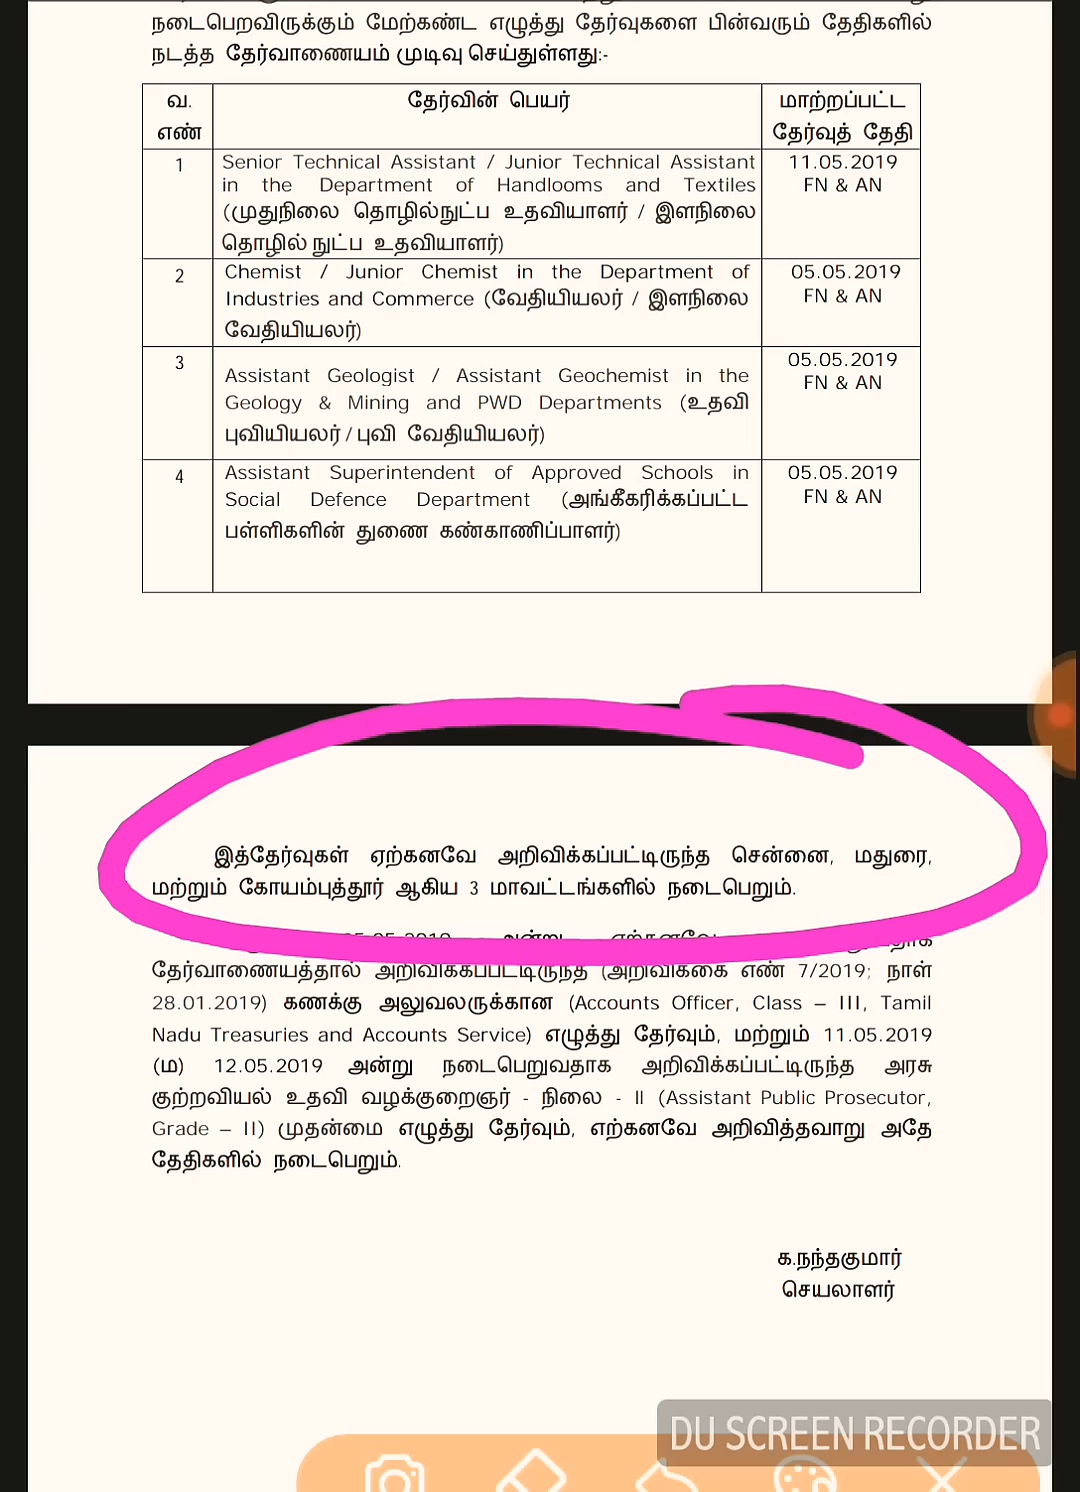 நடைபெறவிருக்கும் மேற்கண்ட எழுத்து தேர்வுகளை பின்வரும் தேதிகளில்
நடத்த தேர்வாணையம் முடிவு செய்துள்ளது:-
வ. எண்
தேர்வின் பெயர்
மாற்றப்பட்ட
தேர்வுத் தேதி
1
Senior Technical Assistant / Junior Technical Assistant
in the Department of Handlooms and Textiles
(முதுநிலை தொழில்நுட்ப உதவியாளர் / இளநிலை
தொழில் நுட்ப உதவியாளர்)
11.05.2019
FN & AN
2
Chemist / Junior Chemist in the Department of
Industries and Commerce (வேதியியலர் / இளநிலை
வேதியியலர்)
05.05.2019
FN & AN
3
Assistant Geologist / Assistant Geochemist in the
Geology & Mining and PWD Departments (உதவி
புவியியலர் / புவி வேதியியலர்)
05.05.2019
FN & AN
4
Assistant Superintendent of Approved Schools in
Social Defence Department (அங்கீகரிக்கப்பட்ட
பள்ளிகளின் துணை கண்காணிப்பாளர்)
05.05.2019
FN & AN
இத்தேர்வுகள் ஏற்கனவே அறிவிக்கப்பட்டிருந்த சென்னை, மதுரை,
மற்றும் கோயம்புத்தூர் ஆகிய 3 மாவட்டங்களில் நடைபெறும்.
05.05.2019 அன்று ஏற்கனவே
தேர்வாணையத்தால் அறிவிக்கப்பட்டிருந்த (அறிவிக்கை எண் 7/2019; நாள்
28.01.2019) கணக்கு அலுவலருக்கான (Accounts Officer, Class – III, Tamil
Nadu Treasuries and Accounts Service) எழுத்து தேர்வும், மற்றும் 11.05.2019
(ம) 12.05.2019 அன்று நடைபெறுவதாக அறிவிக்கப்பட்டிருந்த அரசு
குற்றவியல் உதவி வழக்குறைஞர் - நிலை - II (Assistant Public Prosecutor,
Grade – II) முதன்மை எழுத்து தேர்வும், எற்கனவே அறிவித்தவாறு அதே
தேதிகளில் நடைபெறும்.
க.நந்தகுமார்
செயலாளர்
DU SCREEN RECORDER